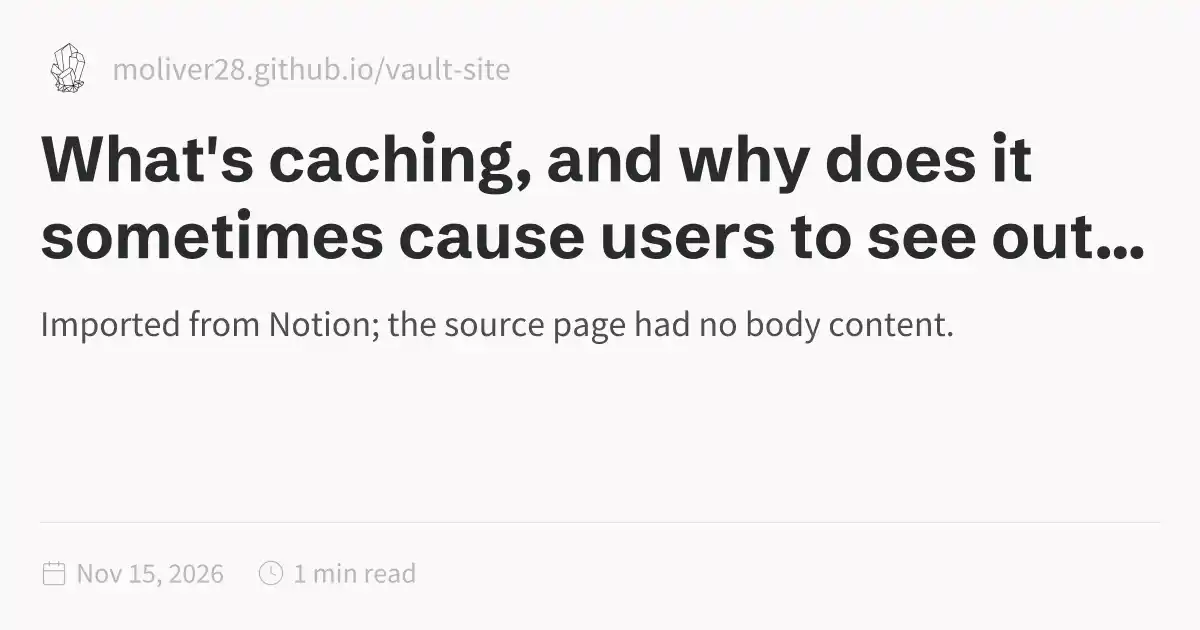 moliver28.github.io/vault-site
What's caching, and why does it
sometimes cause users to see out...
Imported from Notion; the source page had no body content.
Nov 15, 2026 1 min read